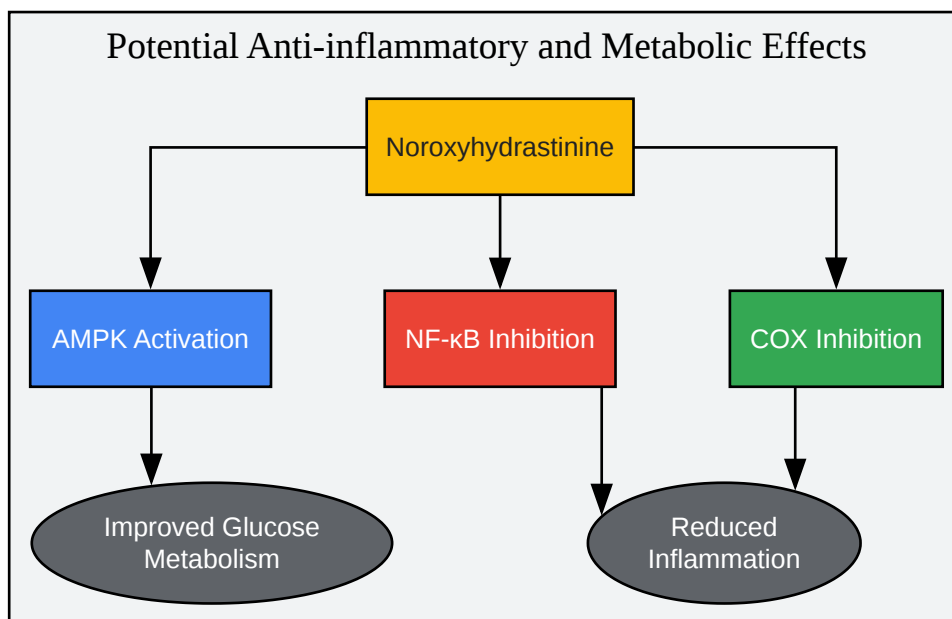 Potential Anti-inflammatory and Metabolic Effects
Noroxyhydrastinine
AMPK Activation
NF-κB Inhibition
COX Inhibition
Improved Glucose
Metabolism
Reduced
Inflammation